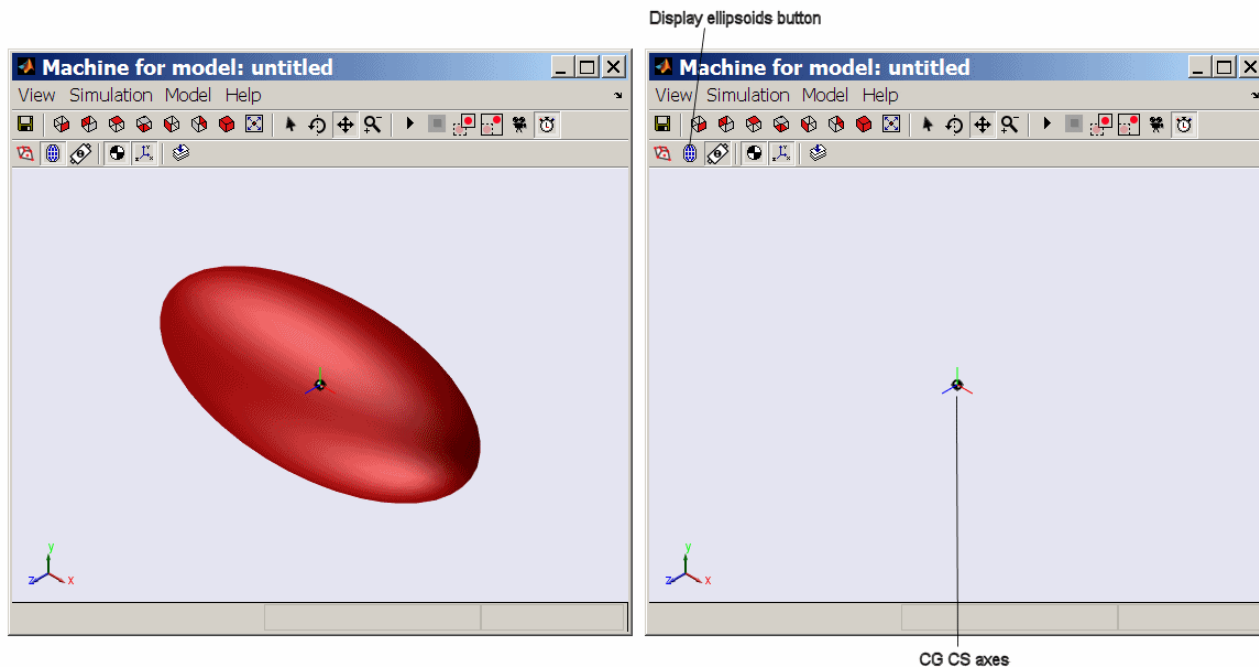 Display ellipsoids button
Machine for model: untitled
View Simulation Model Help
y
z
x
Machine for model: untitled
View Simulation Model Help
y
z
x
CG CS axes